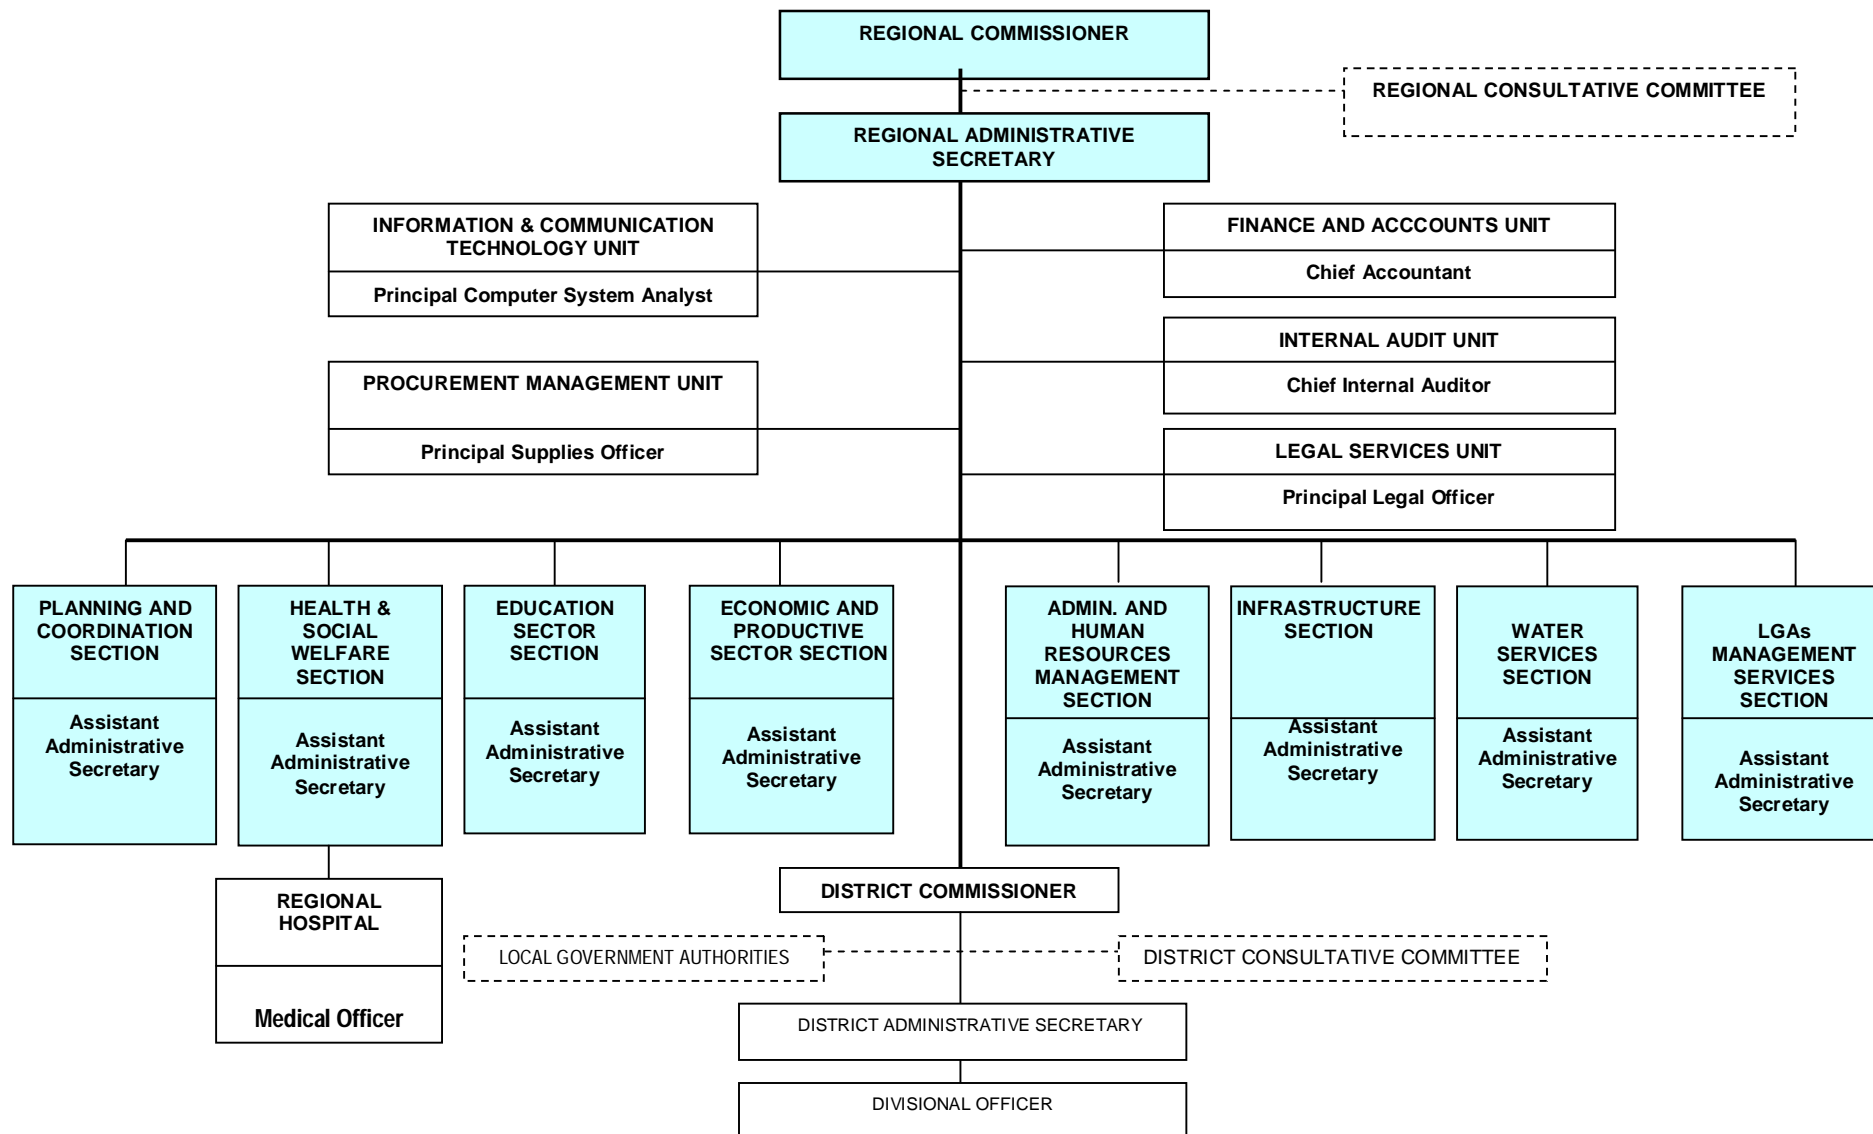 REGIONAL COMMISSIONER
REGIONAL CONSULTATIVE COMMITTEE
REGIONAL ADMINISTRATIVE
SECRETARY
INFORMATION & COMMUNICATION
TECHNOLOGY UNIT
Principal Computer System Analyst
FINANCE AND ACCCOUNTS UNIT
Chief Accountant
INTERNAL AUDIT UNIT
Chief Internal Auditor
PROCUREMENT MANAGEMENT UNIT
Principal Supplies Officer
LEGAL SERVICES UNIT
Principal Legal Officer
PLANNING AND
COORDINATION
SECTION
Assistant
Administrative
Secretary
HEALTH &
SOCIAL
WELFARE
SECTION
Assistant
Administrative
Secretary
EDUCATION
SECTOR
SECTION
Assistant
Administrative
Secretary
ECONOMIC AND
PRODUCTIVE
SECTOR SECTION
Assistant
Administrative
Secretary
ADMIN. AND
HUMAN
RESOURCES
MANAGEMENT
SECTION
Assistant
Administrative
Secretary
INFRASTRUCTURE
SECTION
Assistant
Administrative
Secretary
WATER
SERVICES
SECTION
Assistant
Administrative
Secretary
LGAs
MANAGEMENT
SERVICES
SECTION
Assistant
Administrative
Secretary
REGIONAL
HOSPITAL
Medical Officer
DISTRICT COMMISSIONER
LOCAL GOVERNMENT AUTHORITIES
DISTRICT CONSULTATIVE COMMITTEE
DISTRICT ADMINISTRATIVE SECRETARY
DIVISIONAL OFFICER